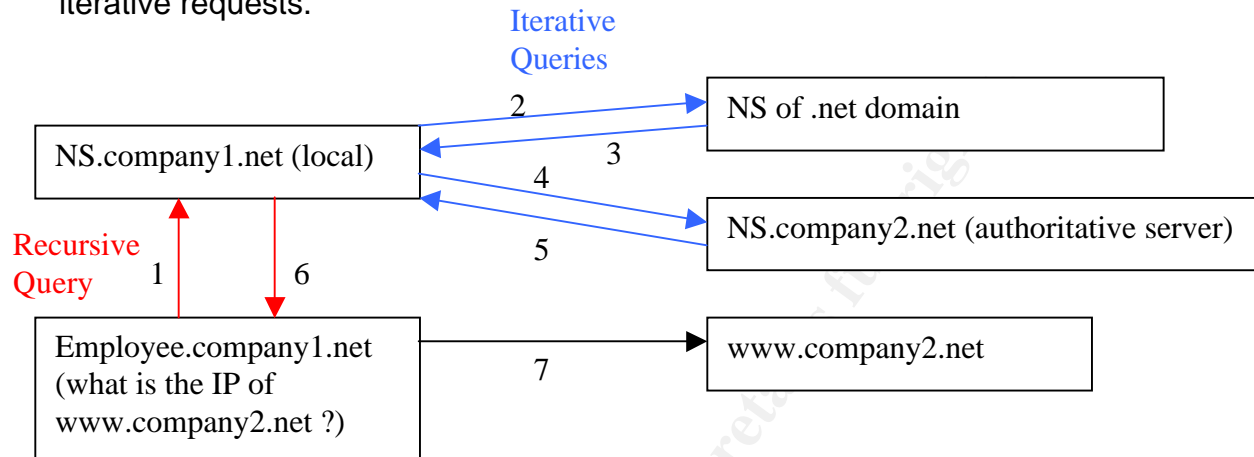 iterative requests.
Iterative
Queries
2
NS of .net domain
NS.company1.net (local)
3
4
NS.company2.net (authoritative server)
5
Recursive
Query
1
6
Employee.company1.net
(what is the IP of
www.company2.net ?)
7
www.company2.net